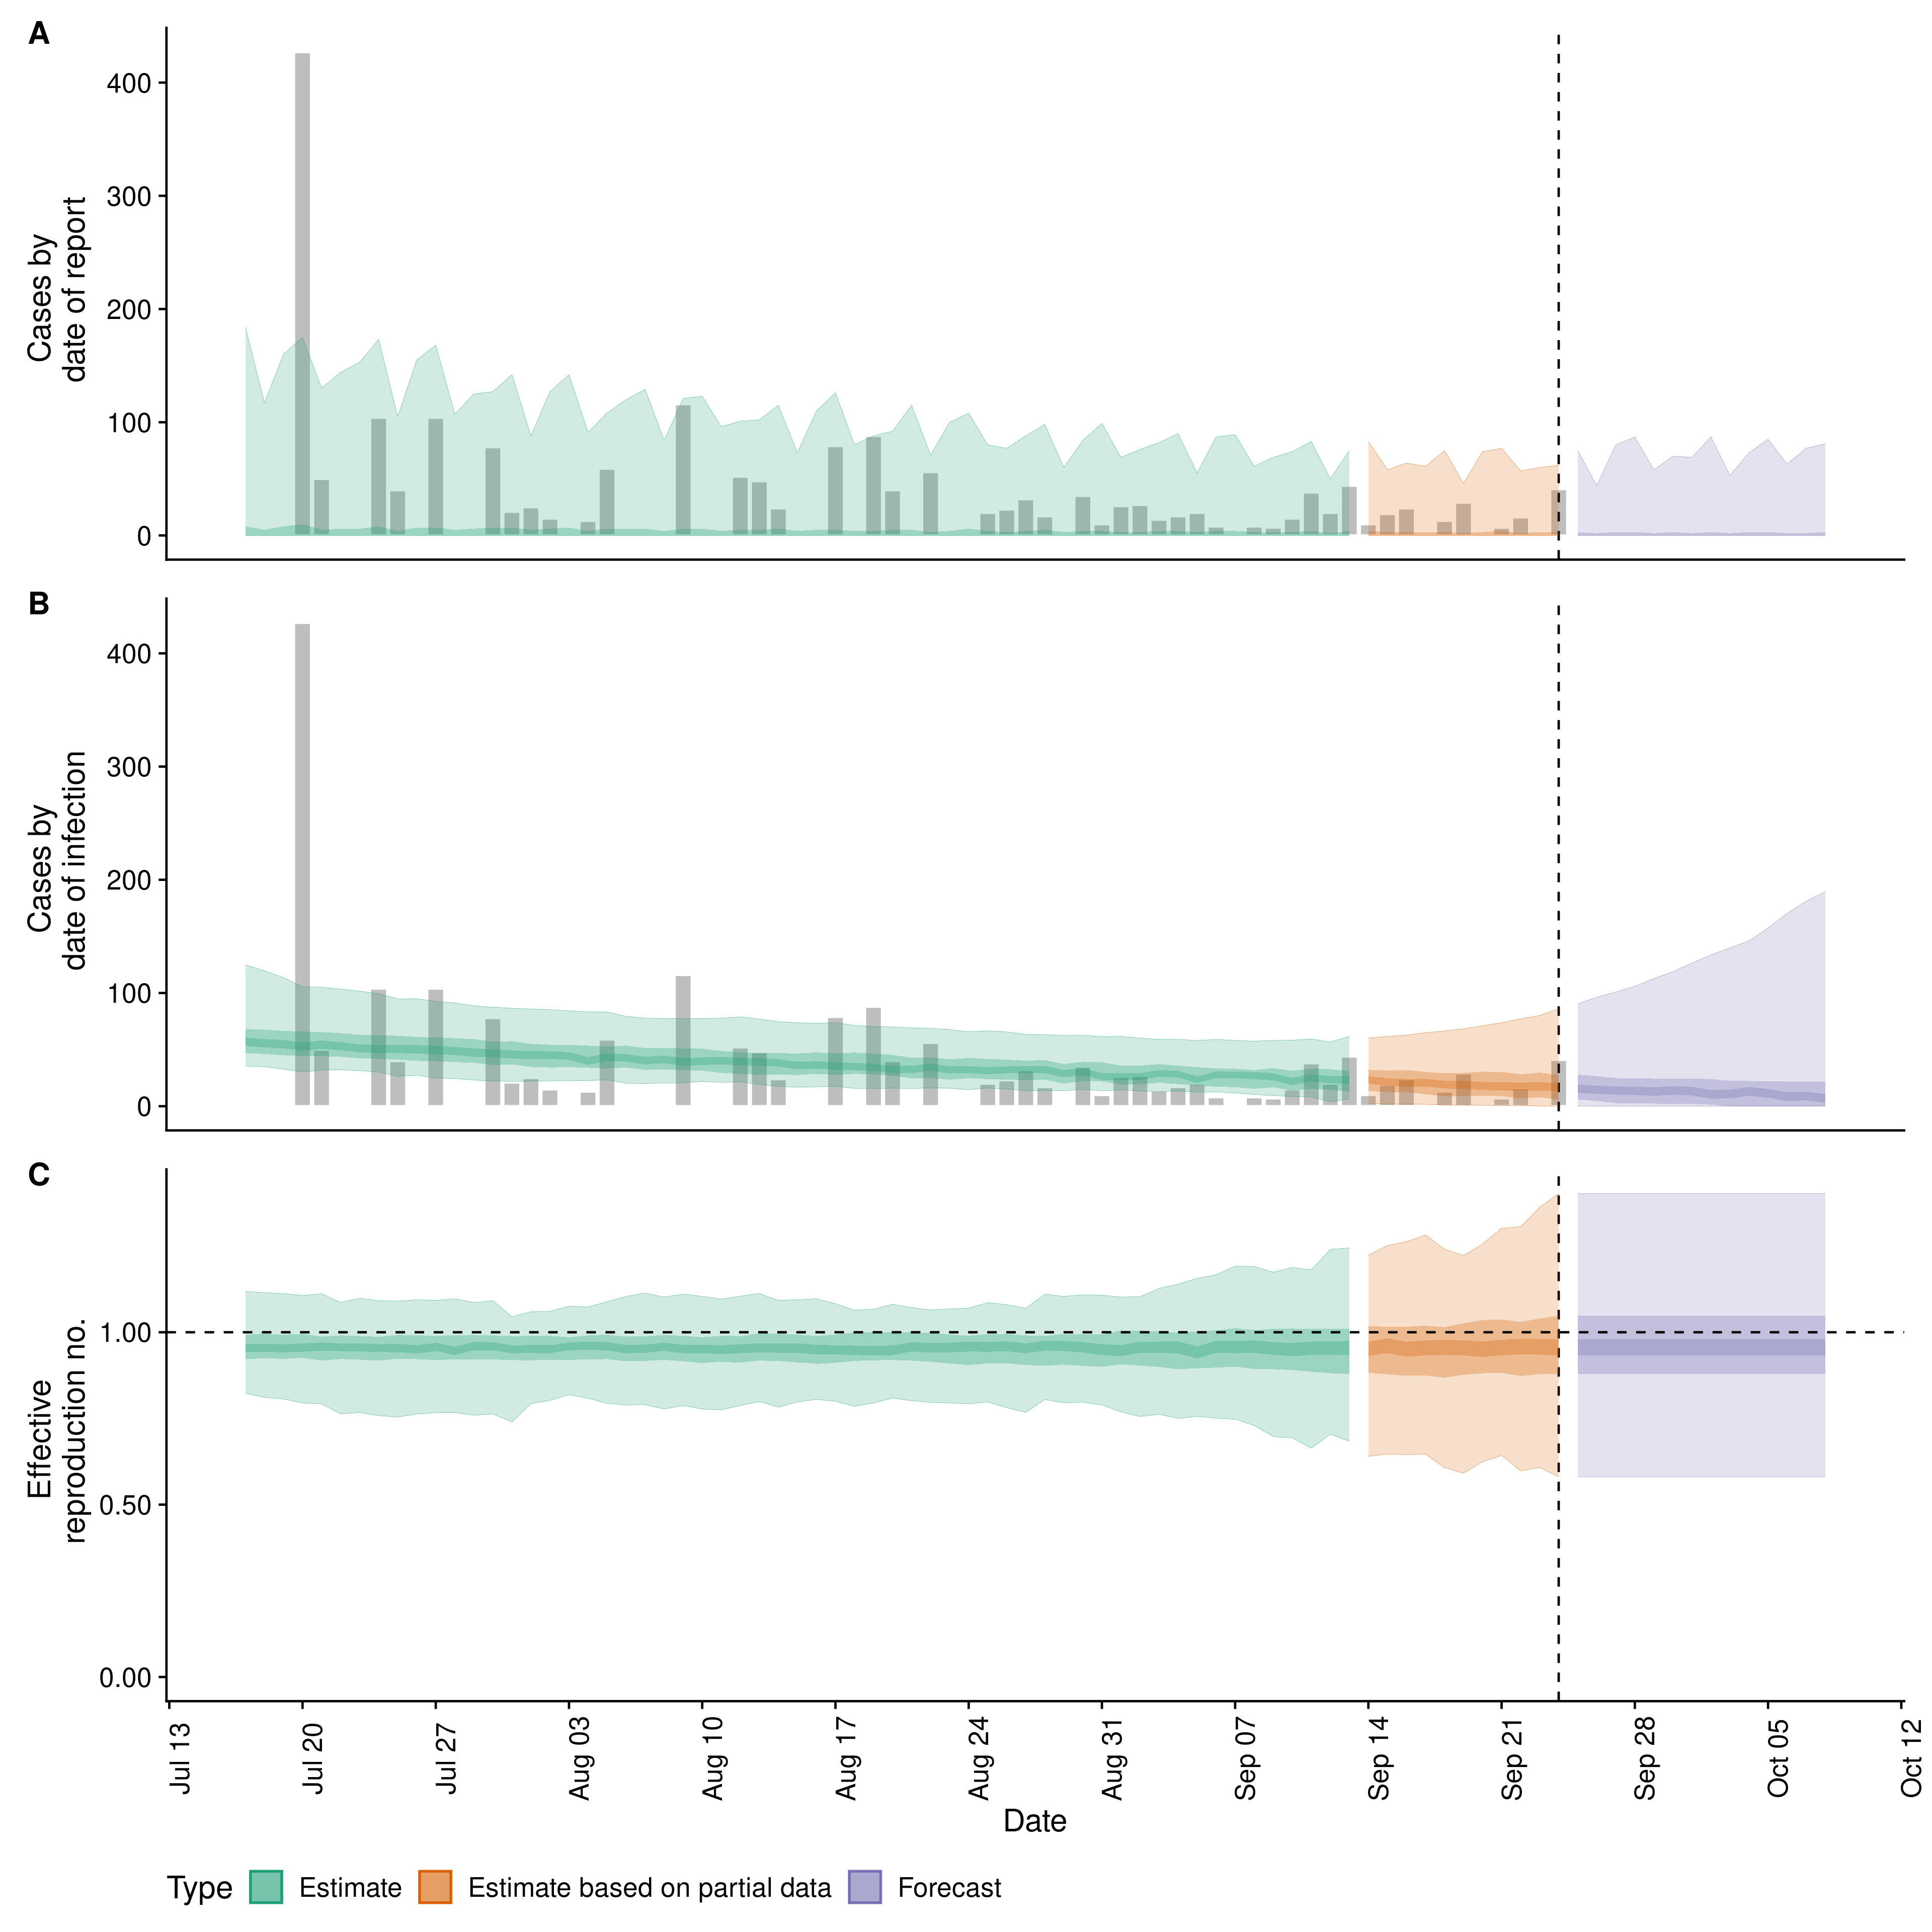 A
Cases by
date of report
400
300
200
100
0
B
Cases by
date of infection
400
300
200
100
0
C
Effective
reproduction no.
1.00
0.50
0.00
Jul 13
Jul 20
Jul 27
Aug 03
Aug 10
Aug 17
Aug 24
Aug 31
Sep 07
Sep 14
Sep 21
Sep 28
Oct 05
Oct 12
Date
Type Estimate Estimate based on partial data Forecast